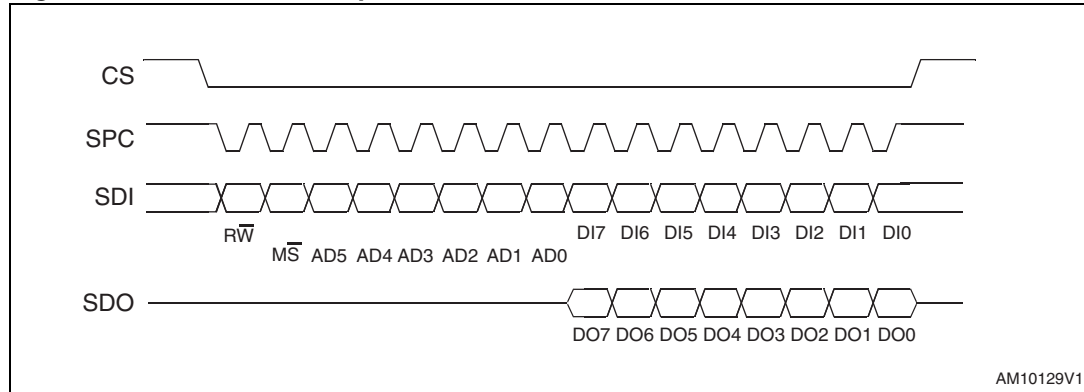 CS
SPC
SDI
RW̅
MS̅ AD5 AD4 AD3 AD2 AD1 AD0
DI7 DI6 DI5 DI4 DI3 DI2 DI1 DI0
SDO
DO7 DO6 DO5 DO4 DO3 DO2 DO1 DO0
AM10129V1